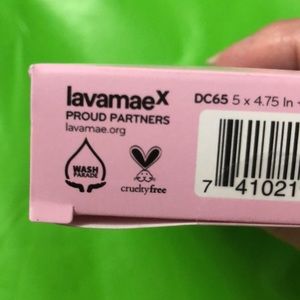 lavamaeX
PROUD PARTNERS
lavamae.org
DC65 5 x 4.75 In
WASH
PARADE
crueltyfree
7 41021